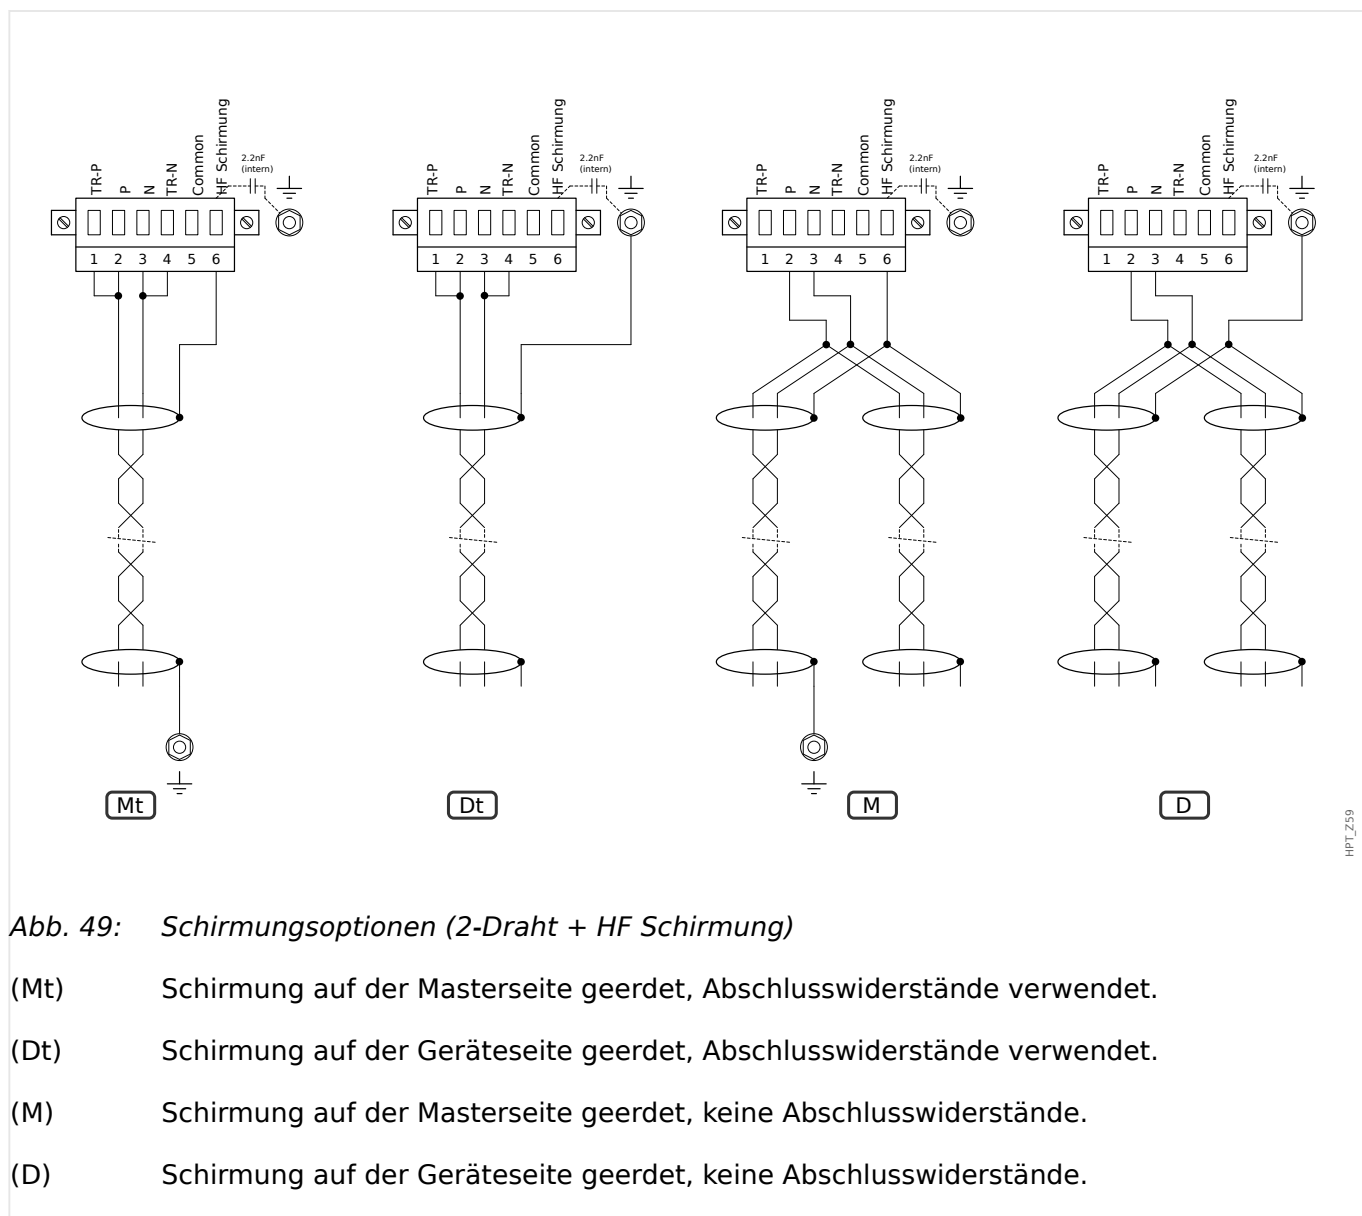 TR-P P N TR-N Common HF Schirmung
2.2nF
(intern)
1 2 3 4 5 6
TR-P P N TR-N Common HF Schirmung
2.2nF
(intern)
1 2 3 4 5 6
TR-P P N TR-N Common HF Schirmung
2.2nF
(intern)
1 2 3 4 5 6
TR-P P N TR-N Common HF Schirmung
2.2nF
(intern)
1 2 3 4 5 6
Mt
Dt
M
D
HPT_Z59
Abb. 49: Schirmungsoptionen (2-Draht + HF Schirmung)
(Mt) Schirmung auf der Masterseite geerdet, Abschlusswiderstände verwendet.
(Dt) Schirmung auf der Geräteseite geerdet, Abschlusswiderstände verwendet.
(M) Schirmung auf der Masterseite geerdet, keine Abschlusswiderstände.
(D) Schirmung auf der Geräteseite geerdet, keine Abschlusswiderstände.